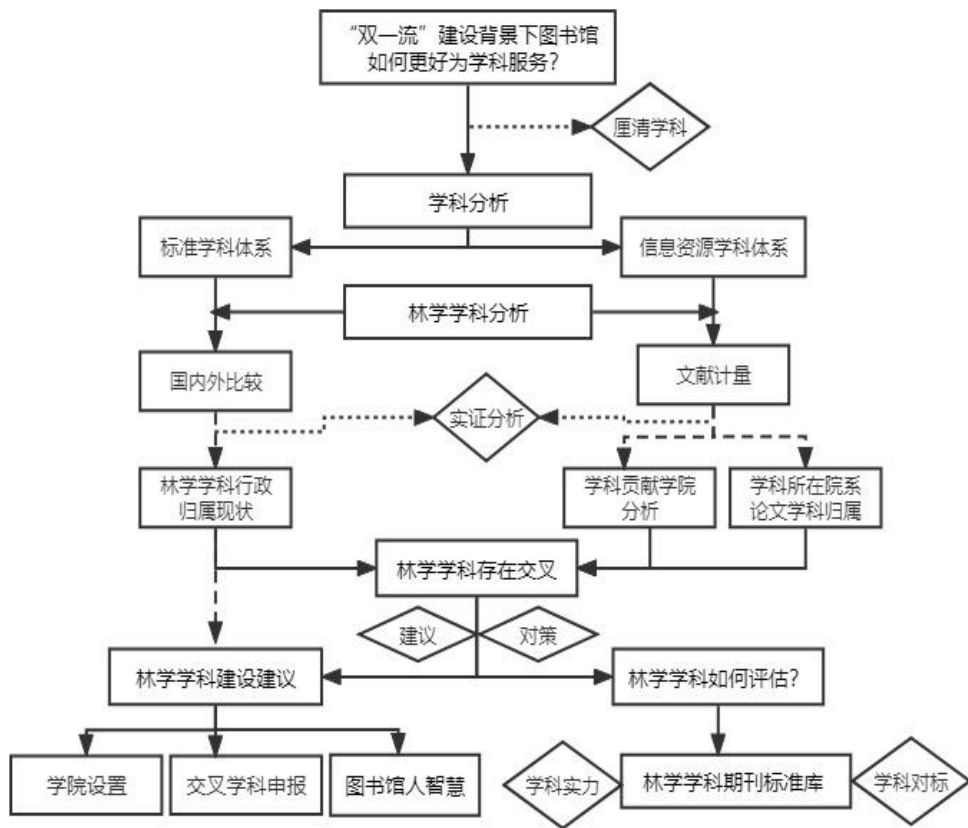 “双一流”建设背景下图书馆
如何更好为学科服务？
厘清学科
学科分析
标准学科体系
信息资源学科体系
林学学科分析
国内外比较
文献计量
实证分析
林学学科行政
归属现状
学科贡献学院
分析
学科所在院系
论文学科归属
林学学科存在交叉
建议
对策
林学学科建设建议
林学学科如何评估？
学院设置
交叉学科申报
图书馆人智慧
学科实力
林学学科期刊标准库
学科对标